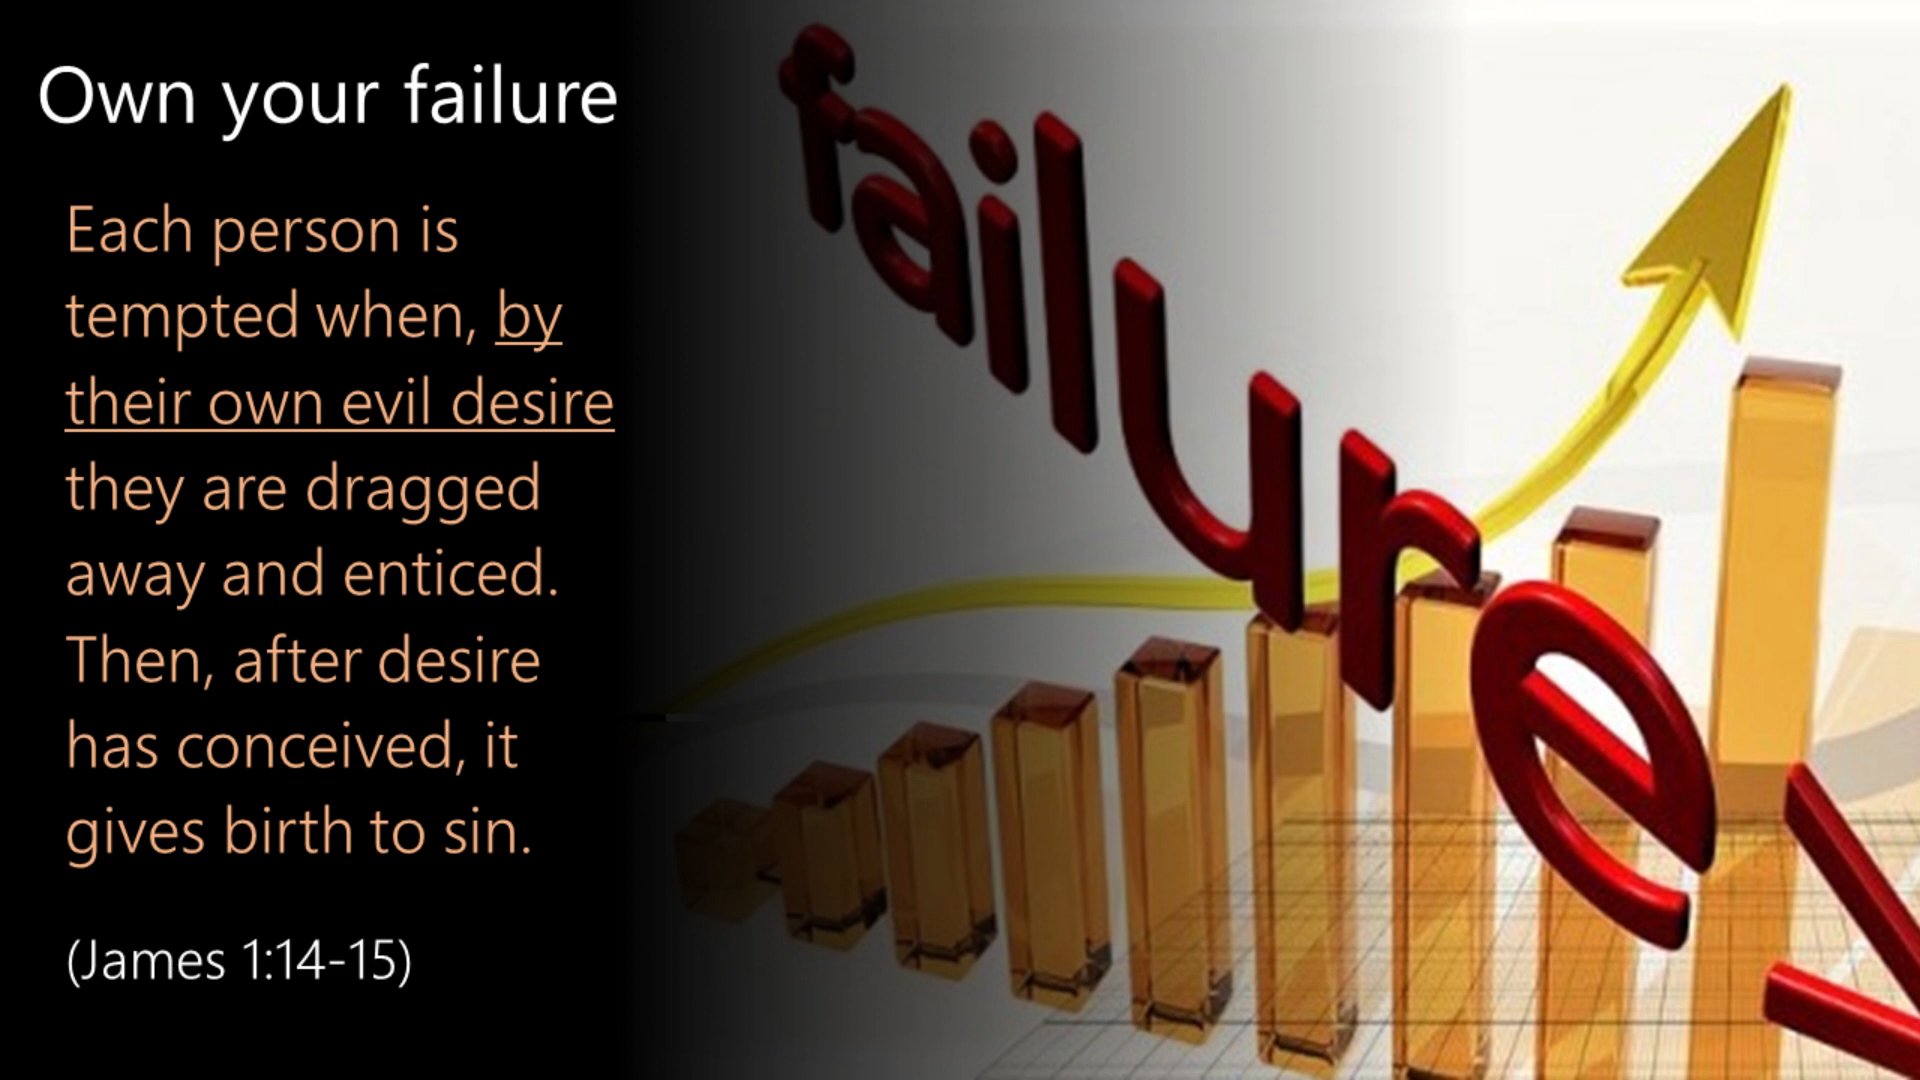 Own your failure
Each person is
tempted when, by
their own evil desire
they are dragged
away and enticed.
Then, after desire
has conceived, it
gives birth to sin.
(James 1:14-15)
failure